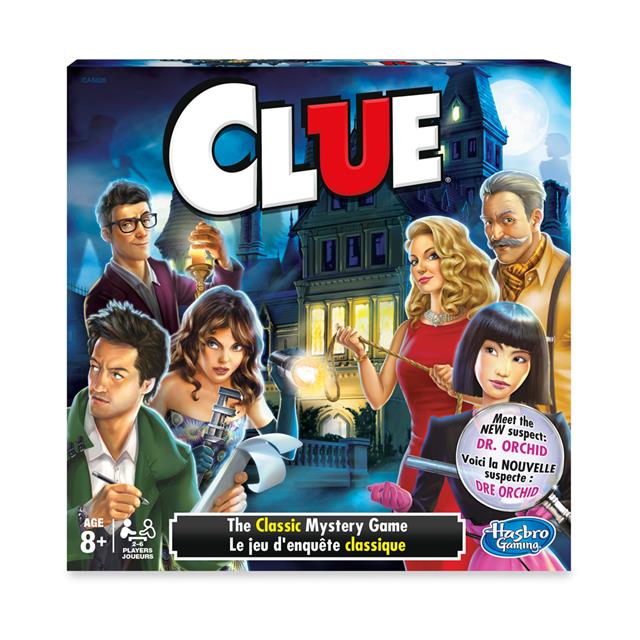 CLUE
®
Meet the
NEW suspect:
DR. ORCHID
Voici la NOUVELLE
suspecte :
DRE ORCHID
AGE
8+
2-6
PLAYERS
JOUEURS
The Classic Mystery Game
Le jeu d'enquête classique
Hasbro
Gaming